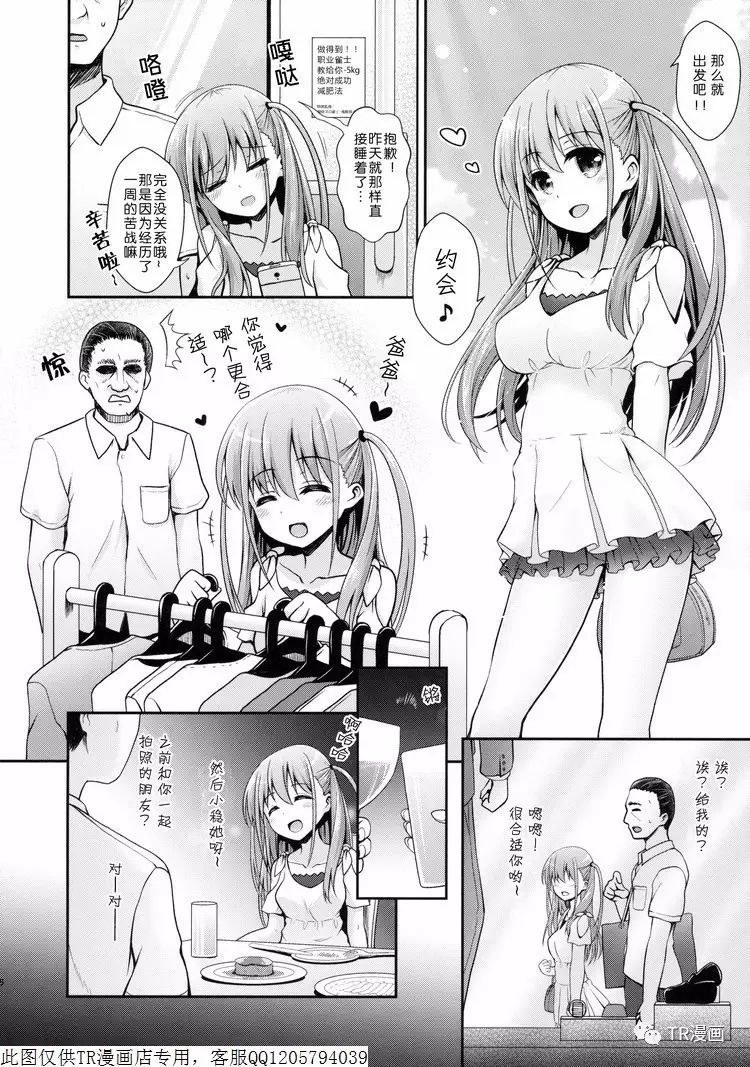 那么就
出发吧!!
约会♪
做得到！！
职业雀士
教给你-5kg
绝对成功
减肥法
嘎哒
咯噔
抱歉！
昨天就那样直
接睡着了…
完全没关系哦~
那是因为经历了
一周的苦战嘛
辛苦啦~
爸爸~
你觉得
哪个更合
适~?
惊
诶?
诶?给我的?
嗯嗯!
很合适你哟~
锵
啊哈哈
然后小穗她呀~
之前和你一起
拍照的朋友?
对—对——
TR漫画
此图仅供TR漫画店专用，客服QQ1205794039